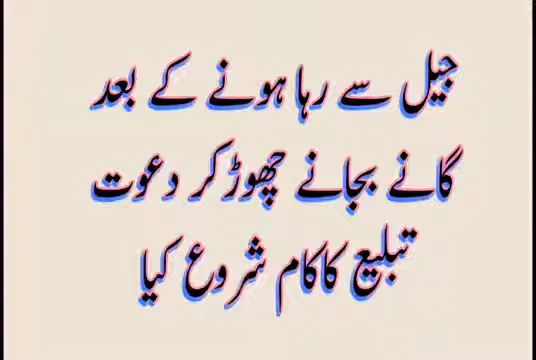 جیل سے رہا ہونے کے بعد
گانے بجانے چھوڑ کر دعوت
تبلیغ کا کام شروع کیا